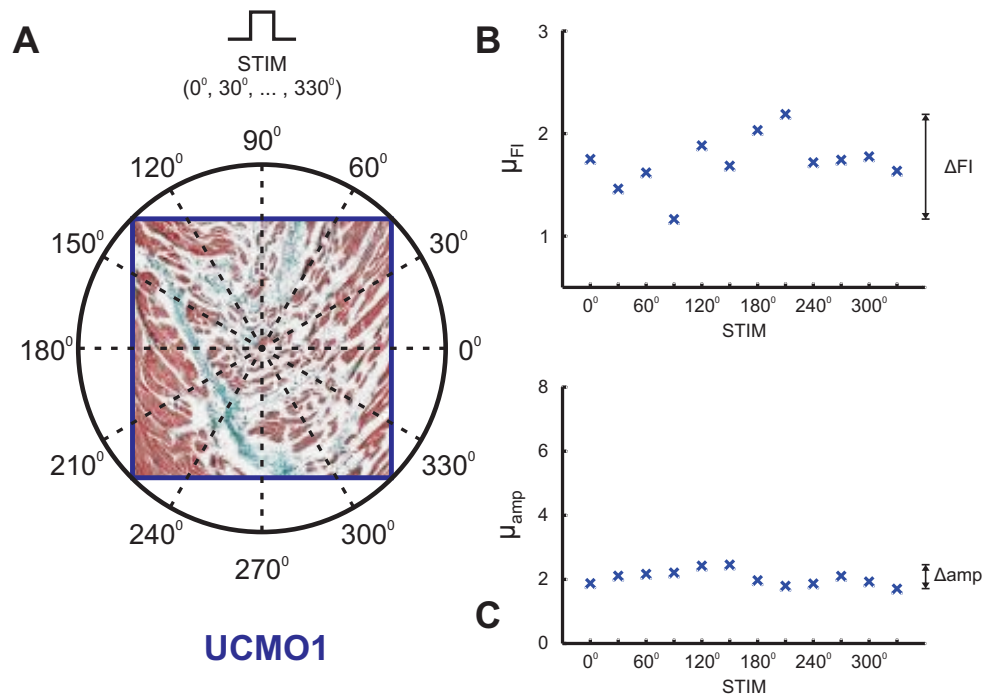 A
STIM
(0⁰, 30⁰, ... , 330⁰)
90⁰
120⁰
60⁰
150⁰
30⁰
180⁰
0⁰
210⁰
330⁰
240⁰
300⁰
270⁰
UCMO1
B
3
2
1
μFI
ΔFI
0⁰ 60⁰ 120⁰ 180⁰ 240⁰ 300⁰
STIM
C
8
6
4
2
0
μamp
Δamp
0⁰ 60⁰ 120⁰ 180⁰ 240⁰ 300⁰
STIM